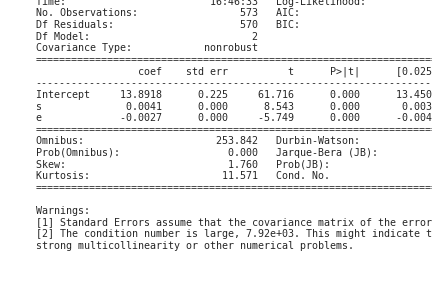 Time: 16:46:33 Log-Likelihood:
No. Observations: 573 AIC:
Df Residuals: 570 BIC:
Df Model: 2
Covariance Type: nonrobust
coef std err t P>|t| [0.025
Intercept 13.8918 0.225 61.716 0.000 13.450
s 0.0041 0.000 8.543 0.000 0.003
e -0.0027 0.000 -5.749 0.000 -0.004
Omnibus: 253.842 Durbin-Watson:
Prob(Omnibus): 0.000 Jarque-Bera (JB):
Skew: 1.760 Prob(JB):
Kurtosis: 11.571 Cond. No.
Warnings:
[1] Standard Errors assume that the covariance matrix of the error
[2] The condition number is large, 7.92e+03. This might indicate t
strong multicollinearity or other numerical problems.